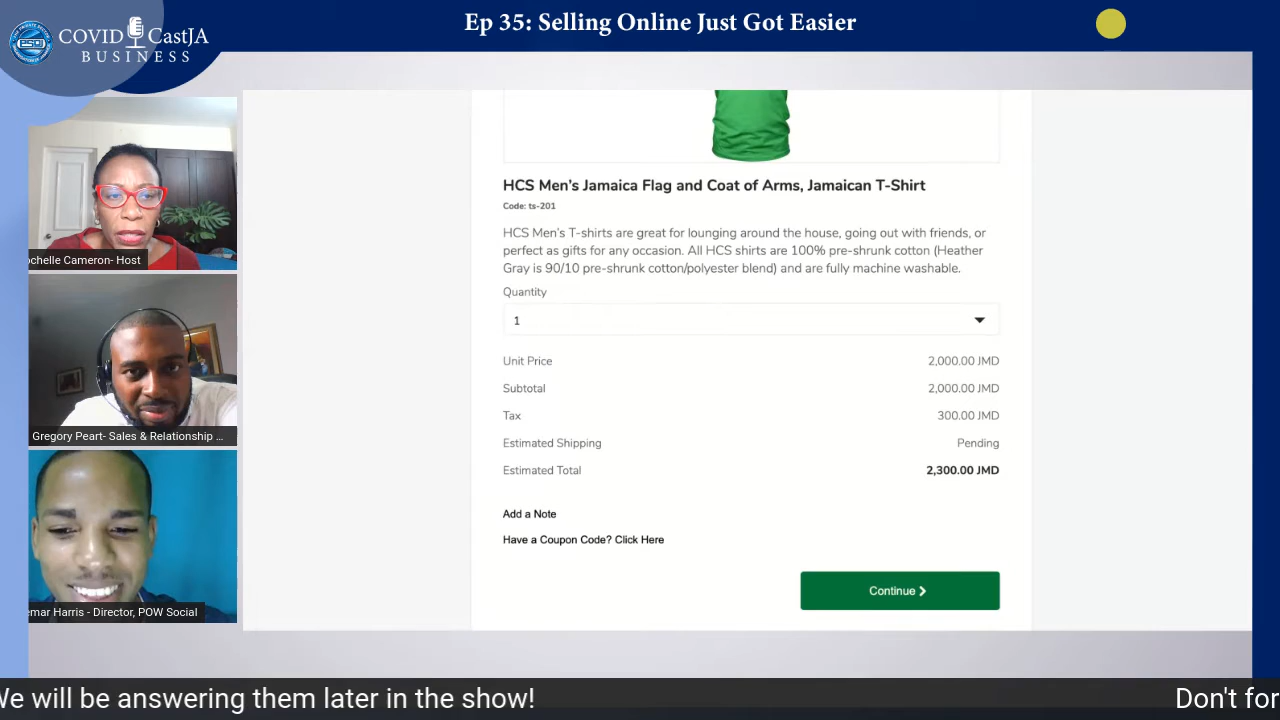 Ep 35: Selling Online Just Got Easier
COVID CastJA
BUSINESS
HCS Men's Jamaica Flag and Coat of Arms, Jamaican T-Shirt
Code: ts-201
HCS Men's T-shirts are great for lounging around the house, going out with friends, or
perfect as gifts for any occasion. All HCS shirts are 100% pre-shrunk cotton (Heather
Gray is 90/10 pre-shrunk cotton/polyester blend) and are fully machine washable.
Quantity
1
Unit Price 2,000.00 JMD
Subtotal 2,000.00 JMD
Tax 300.00 JMD
Estimated Shipping Pending
Estimated Total 2,300.00 JMD
Add a Note
Have a Coupon Code? Click Here
Continue
ochelle Cameron- Host
Gregory Peart- Sales & Relationship ...
emar Harris - Director, POW Social
We will be answering them later in the show!
Don't for